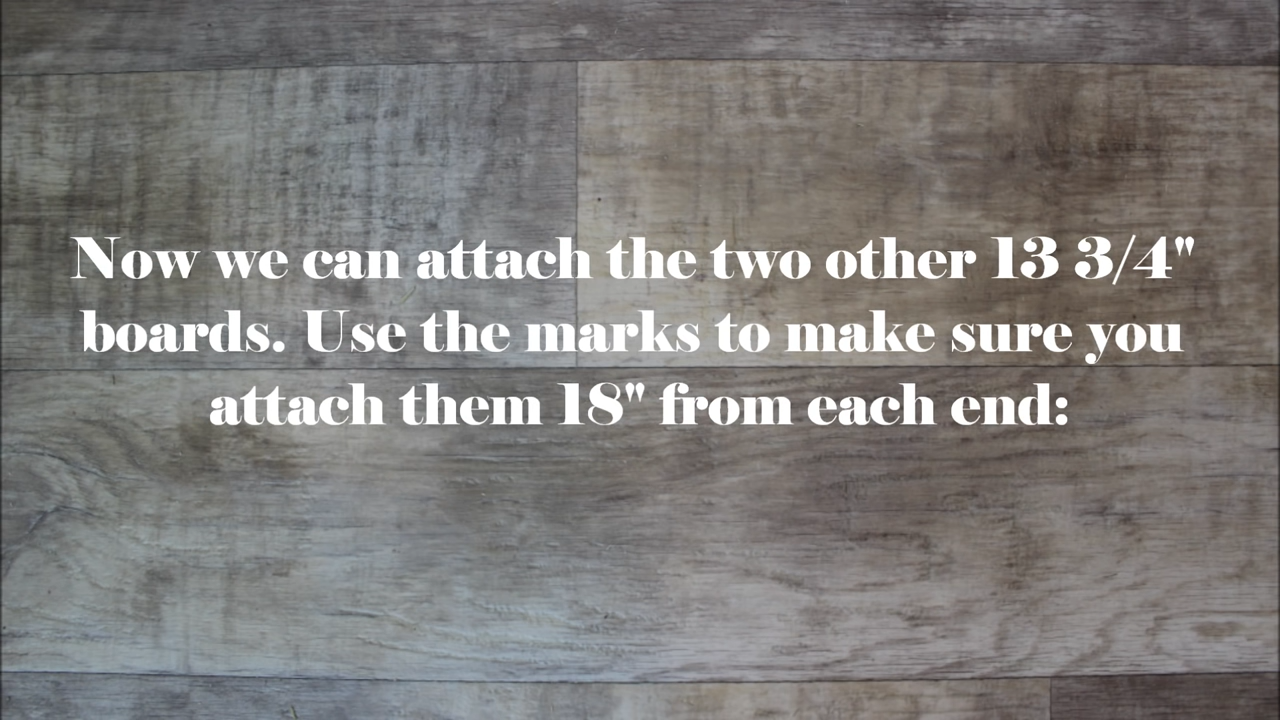 Now we can attach the two other 13 3/4"
boards. Use the marks to make sure you
attach them 18" from each end: